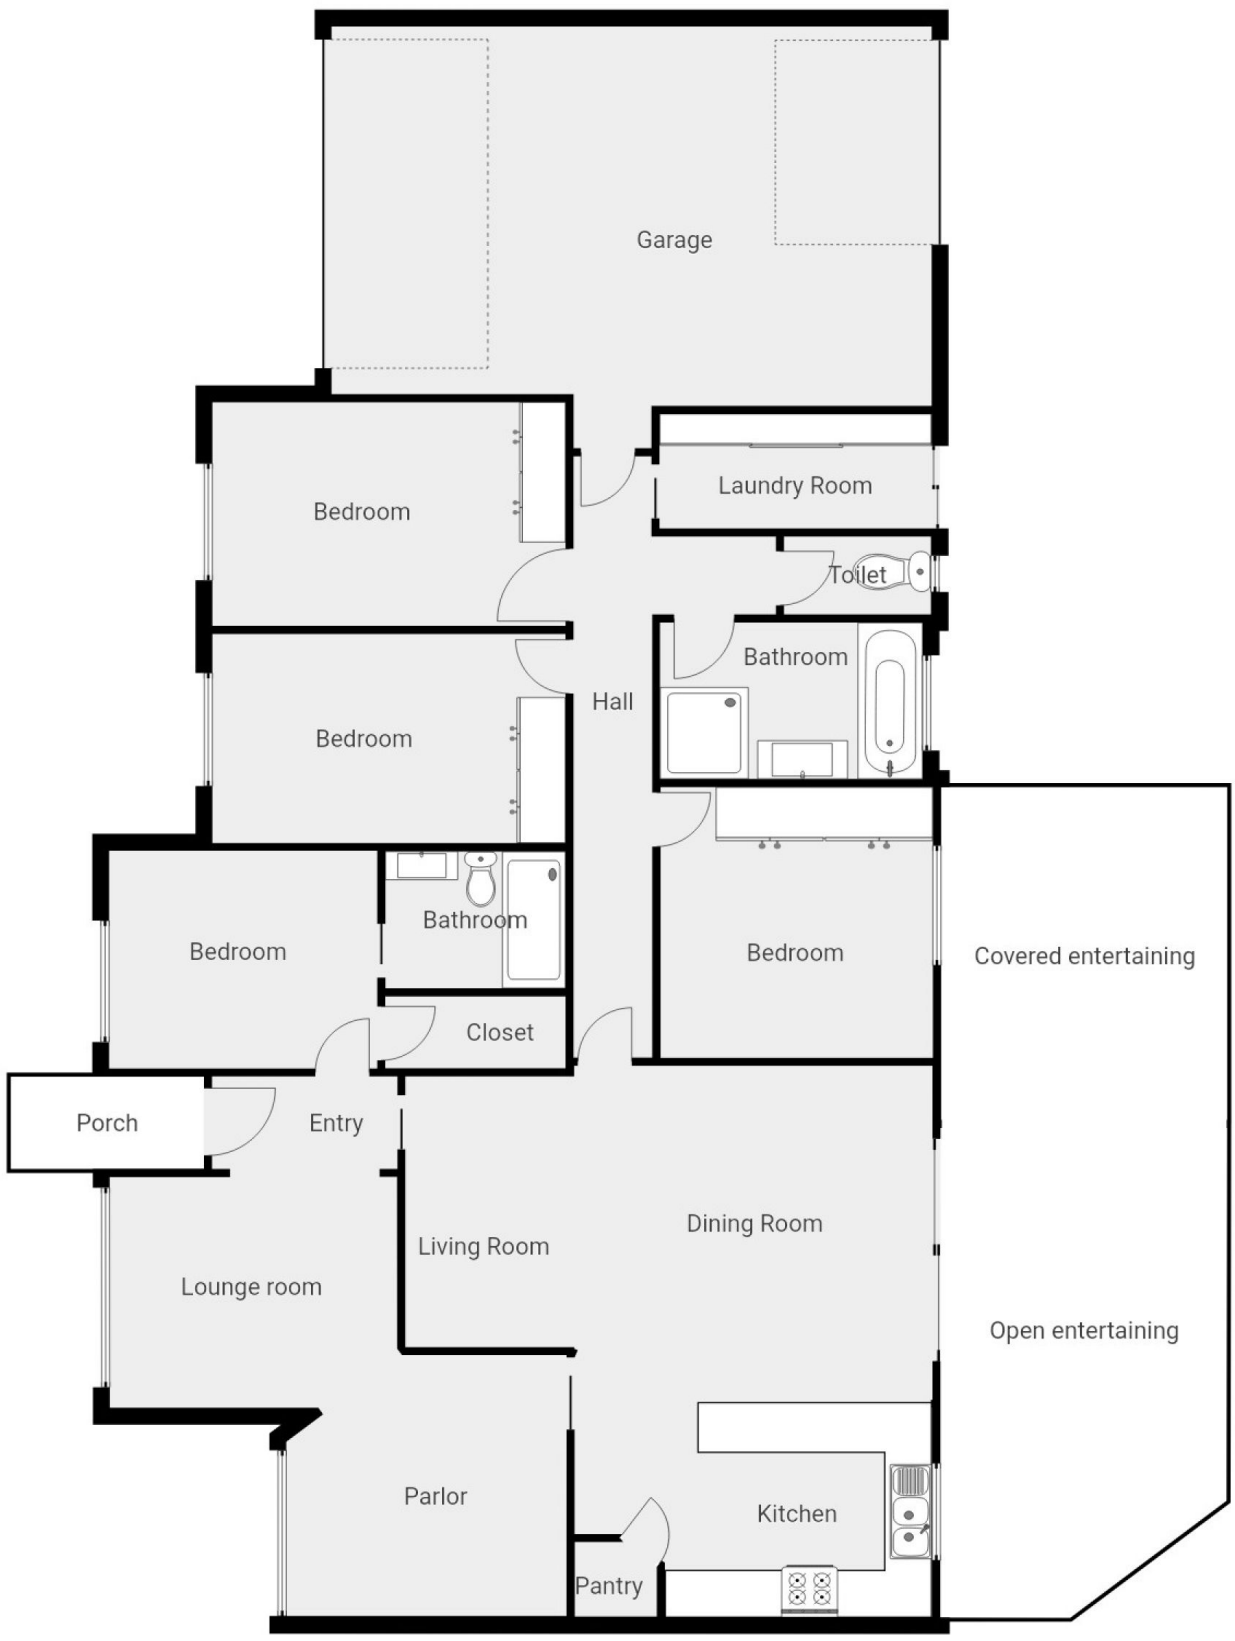 Garage
Laundry Room
Bedroom
Toilet
Bathroom
Hall
Bedroom
Bathroom
Bedroom
Bedroom
Covered entertaining
Closet
Porch
Entry
Dining Room
Living Room
Lounge room
Open entertaining
Parlor
Kitchen
Pantry